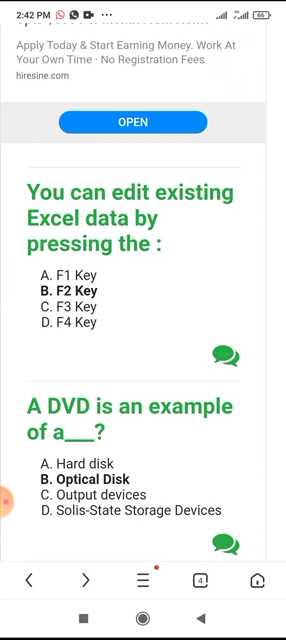 2:42 PM
66
Apply Today & Start Earning Money. Work At
Your Own Time · No Registration Fees
hiresine.com
OPEN
You can edit existing
Excel data by
pressing the :
A. F1 Key
B. F2 Key
C. F3 Key
D. F4 Key
A DVD is an example
of a___?
A. Hard disk
B. Optical Disk
C. Output devices
D. Solis-State Storage Devices
4